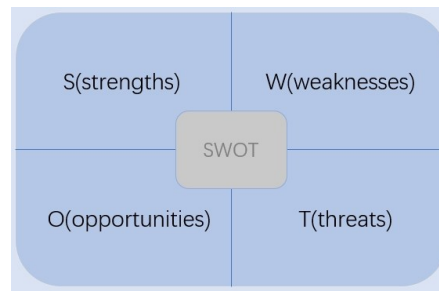 S(strengths)
W(weaknesses)
SWOT
O(opportunities)
T(threats)